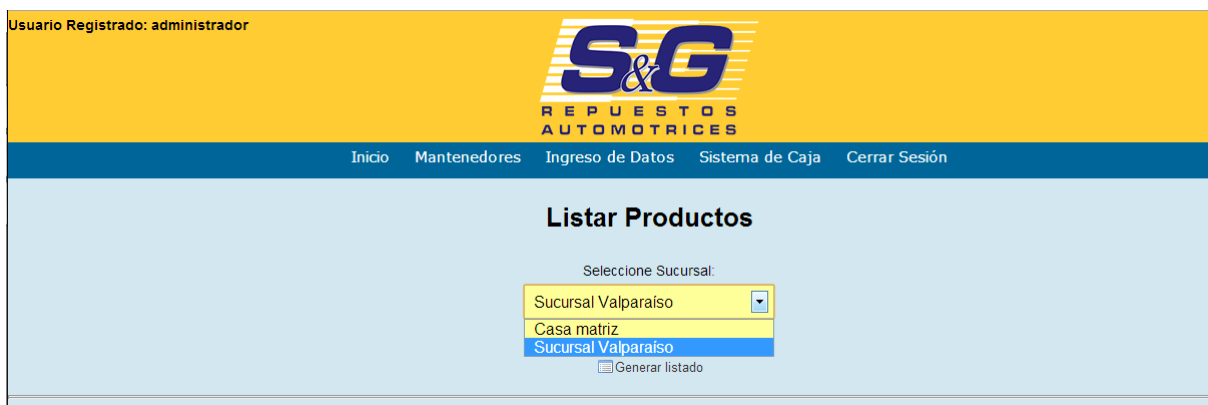 Usuario Registrado: administrador
S&G
REPUESTOS
AUTOMOTRICES
Inicio Mantenedores Ingreso de Datos Sistema de Caja Cerrar Sesión
Listar Productos
Seleccione Sucursal:
Sucursal Valparaíso
Casa matriz
Sucursal Valparaíso
Generar listado